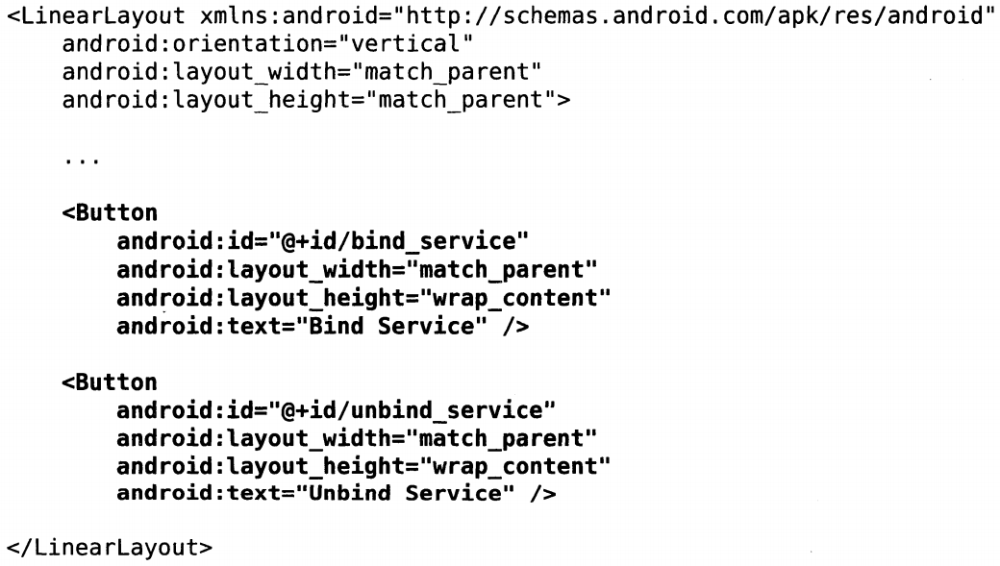 <LinearLayout xmlns:android="http://schemas.android.com/apk/res/android"
    android:orientation="vertical"
    android:layout_width="match_parent"
    android:layout_height="match_parent">

    ...

    <Button
        android:id="@+id/bind_service"
        android:layout_width="match_parent"
        android:layout_height="wrap_content"
        android:text="Bind Service" />

    <Button
        android:id="@+id/unbind_service"
        android:layout_width="match_parent"
        android:layout_height="wrap_content"
        android:text="Unbind Service" />

</LinearLayout>